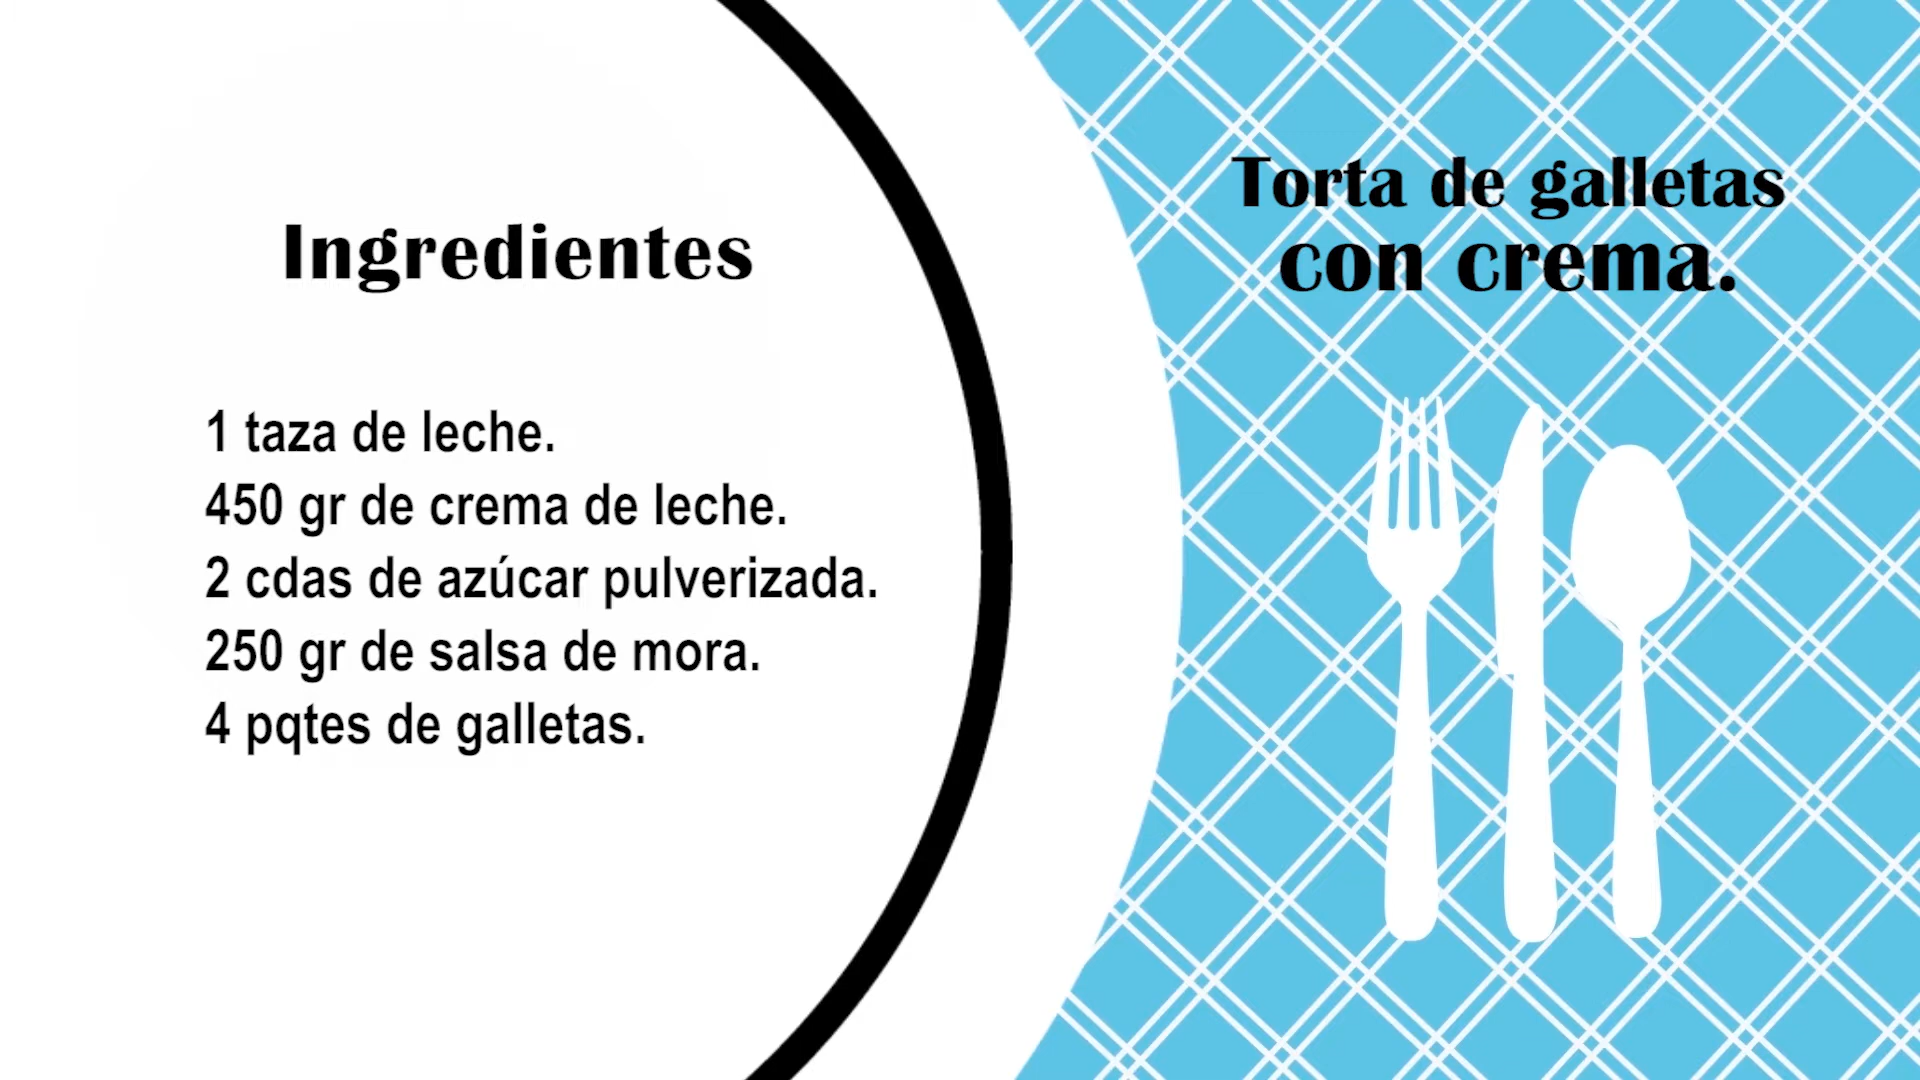 Ingredientes
1 taza de leche.
450 gr de crema de leche.
2 cdas de azúcar pulverizada.
250 gr de salsa de mora.
4 pqtes de galletas.
Torta de galletas
con crema.